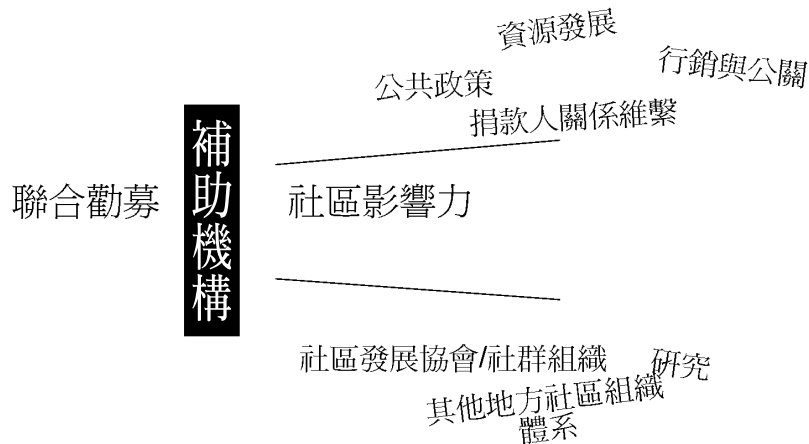 資源發展
行銷與公關
公共政策
捐款人關係維繫
聯合勸募
補助機構
社區影響力
社區發展協會/社群組織
研究
其他地方社區組織
體系